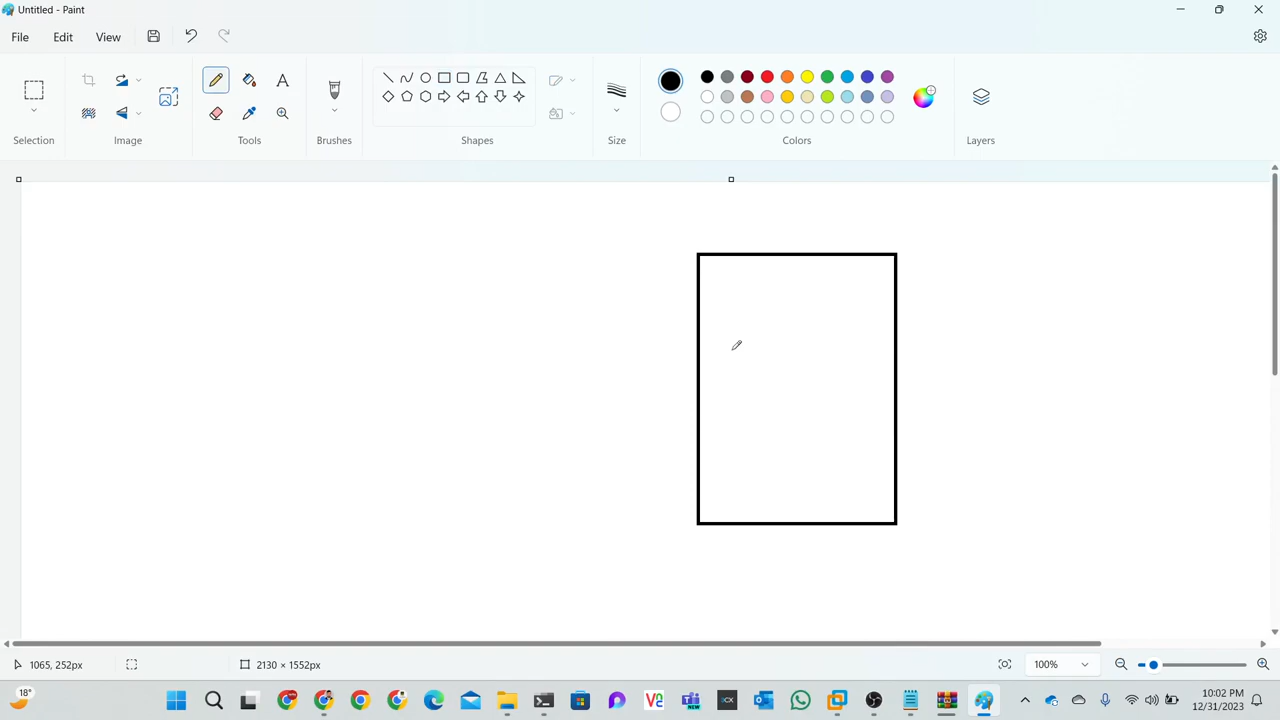 Untitled - Paint
File Edit View
A
Selection Image Tools Brushes Shapes Size Colors Layers
1065, 252px 2130 × 1552px 100%
18°
NEW
10:02 PM
12/31/2023